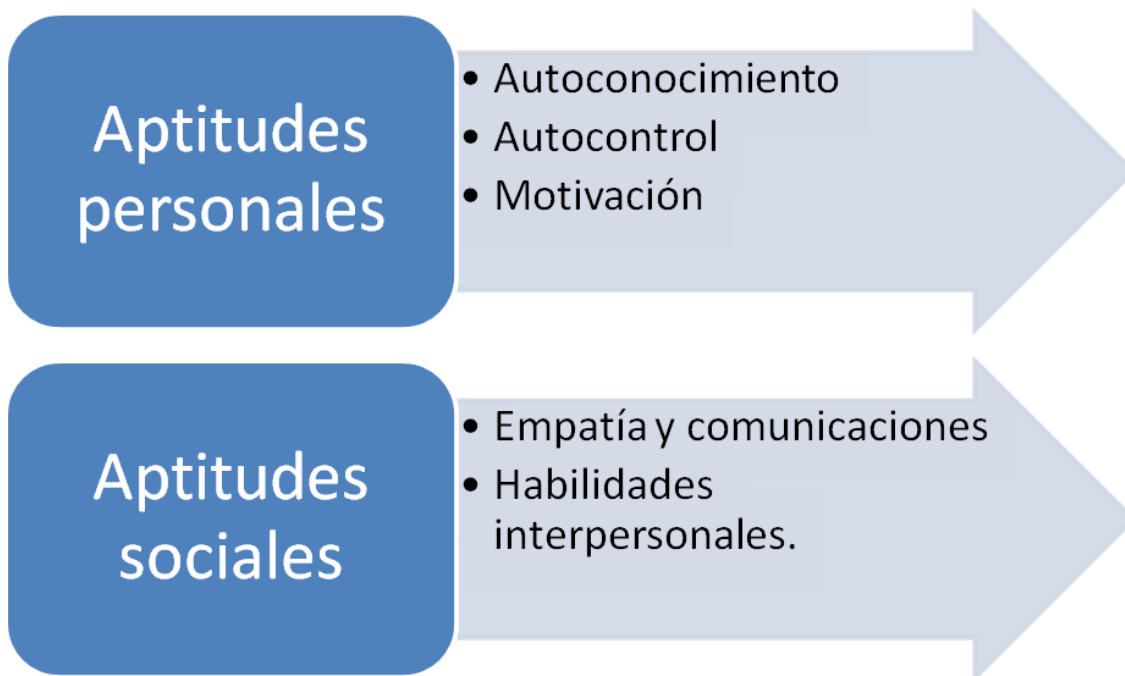 Aptitudes
personales
• Autoconocimiento
• Autocontrol
• Motivación
Aptitudes
sociales
• Empatía y comunicaciones
• Habilidades
interpersonales.